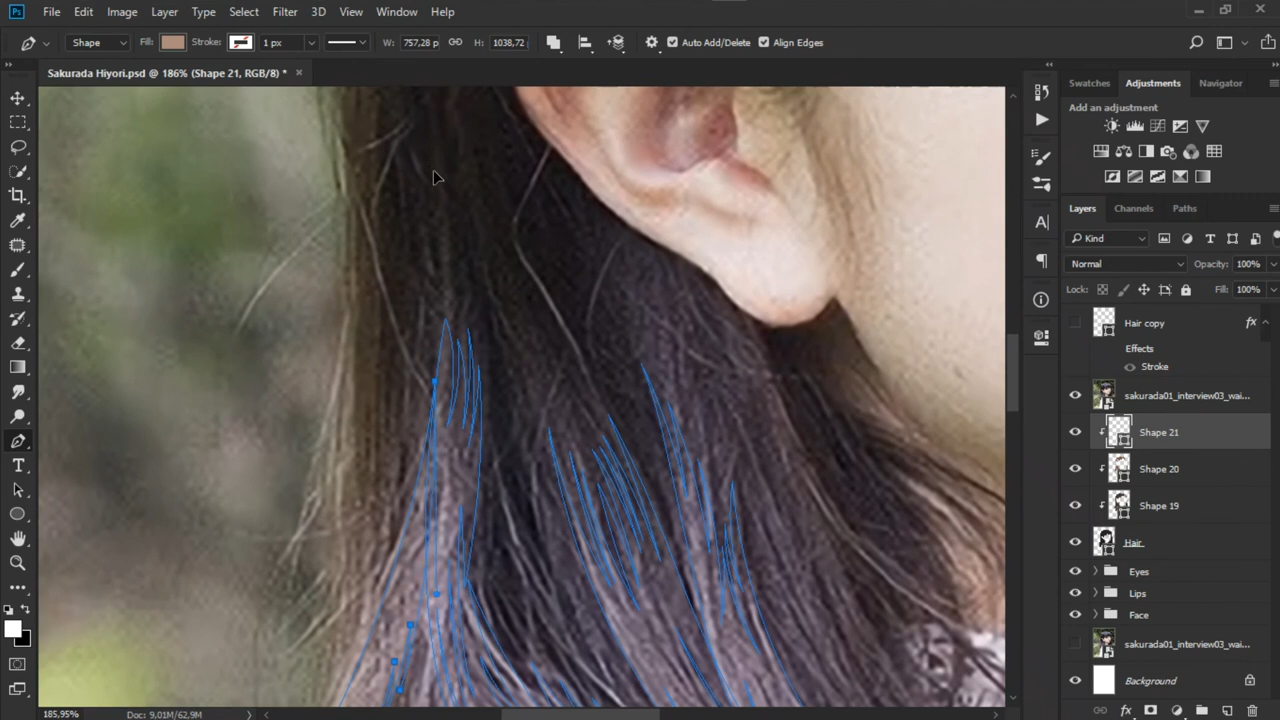 Ps File Edit Image Layer Type Select Filter 3D View Window Help
Shape Fill: Stroke: 1 px W: 757,28 p H: 1038,72 Auto Add/Delete Align Edges
Sakurada Hiyori.psd @ 186% (Shape 21, RGB/8) * ×
Swatches Adjustments Navigator
Add an adjustment
Layers Channels Paths
Kind
Normal Opacity: 100%
Lock: Fill: 100%
Hair copy fx
Effects
Stroke
sakurada01_interview03_wai...
Shape 21
Shape 20
Shape 19
Hair
Eyes
Lips
Face
sakurada01_interview03_wai...
Background
185,95% Doc: 9,01M/62,9M